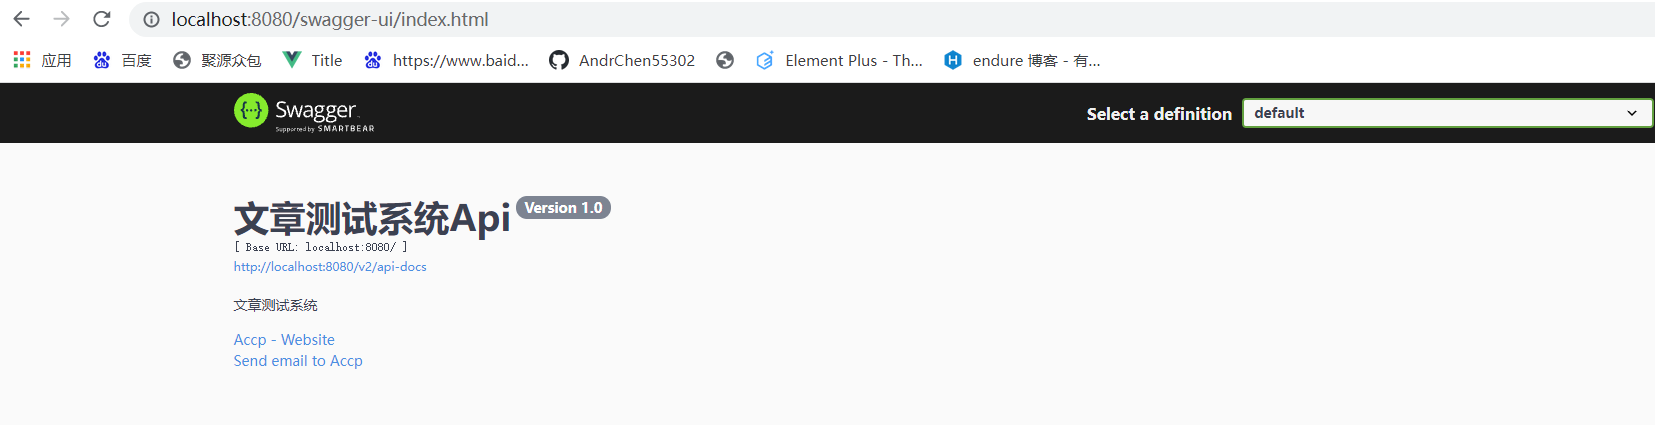 localhost:8080/swagger-ui/index.html
应用 百度 聚源众包 Title https://www.baid... AndrChen55302 Element Plus - Th... endure 博客 - 有...
Swagger
Supported by SMARTBEAR
Select a definition default
文章测试系统Api Version 1.0
[ Base URL: localhost:8080/ ]
http://localhost:8080/v2/api-docs
文章测试系统
Accp - Website
Send email to Accp